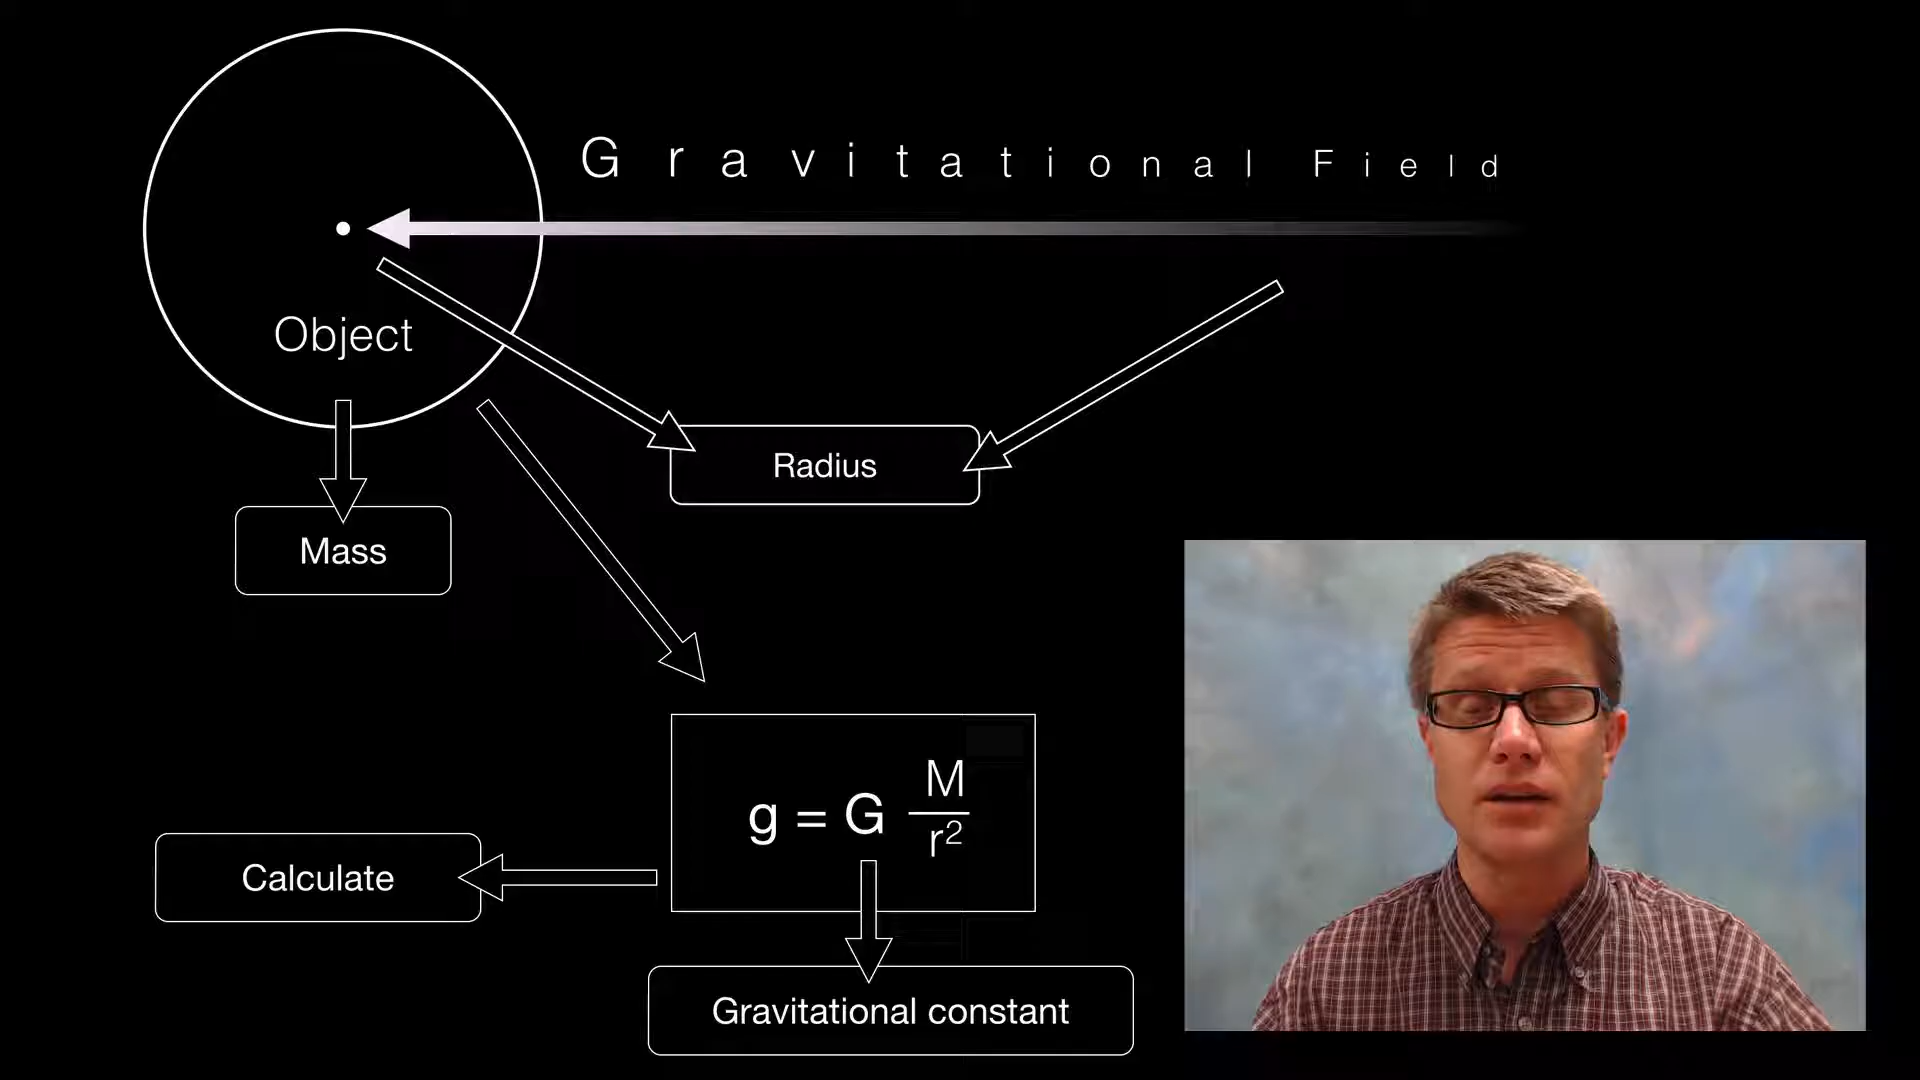 Gravitational Field
Object
Radius
Mass
g = G M/r²
Calculate
Gravitational constant